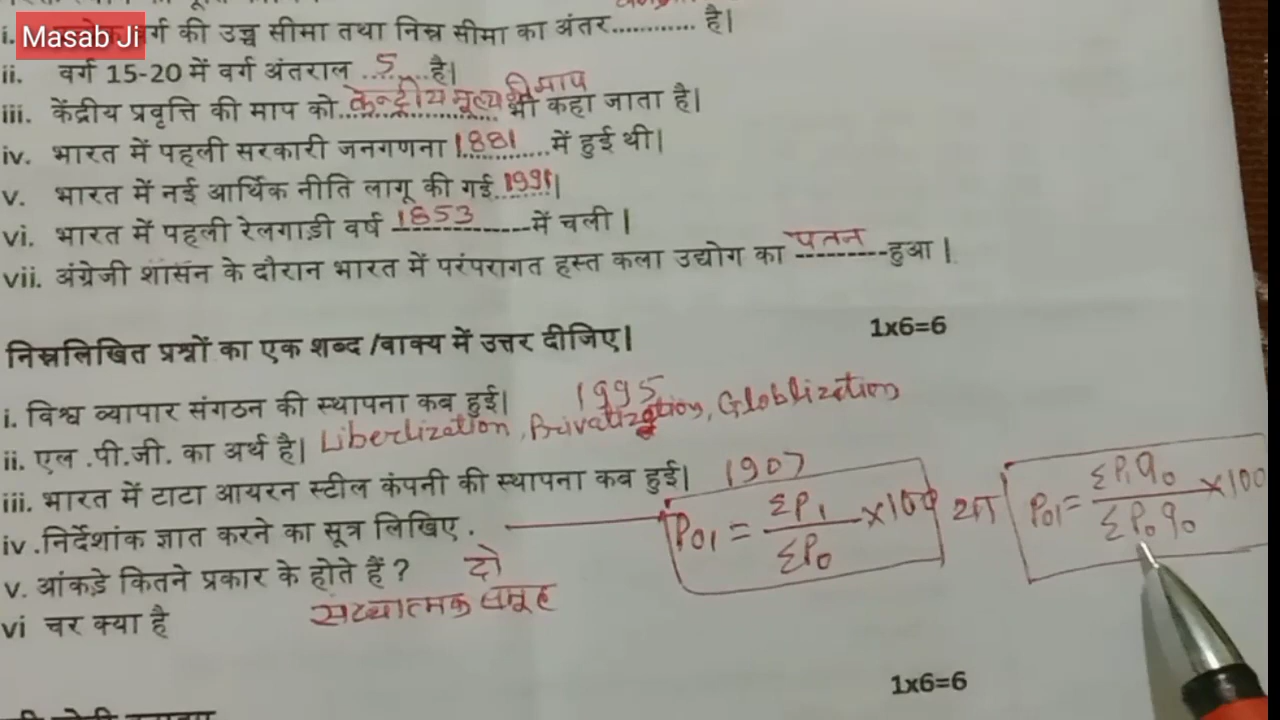 Masab Ji
i. वर्ग की उच्च सीमा तथा निम्न सीमा का अंतर............ है।
ii. वर्ग 15-20 में वर्ग अंतराल ...5...है।
iii. केंद्रीय प्रवृत्ति की माप को केन्द्रीय मूल्य की माप भी कहा जाता है।
iv. भारत में पहली सरकारी जनगणना 1881 में हुई थी।
v. भारत में नई आर्थिक नीति लागू की गई 1991।
vi. भारत में पहली रेलगाड़ी वर्ष 1853 में चली |
vii. अंग्रेजी शासन के दौरान भारत में परंपरागत हस्त कला उद्योग का पतन हुआ |
निम्नलिखित प्रश्नों का एक शब्द /वाक्य में उत्तर दीजिए। 1x6=6
i. विश्व व्यापार संगठन की स्थापना कब हुई। 1995
ii. एल .पी.जी. का अर्थ है। Liberlization, Privatization, Globlization
iii. भारत में टाटा आयरन स्टील कंपनी की स्थापना कब हुई। 1907
iv .निर्देशांक ज्ञात करने का सूत्र लिखिए . P01 = ΣP1/ΣP0 ×100 या P01 = ΣP1q0/ΣP0q0 ×100
v. आंकड़े कितने प्रकार के होते हैं ? दो
vi चर क्या है संख्यात्मक समूह
1x6=6